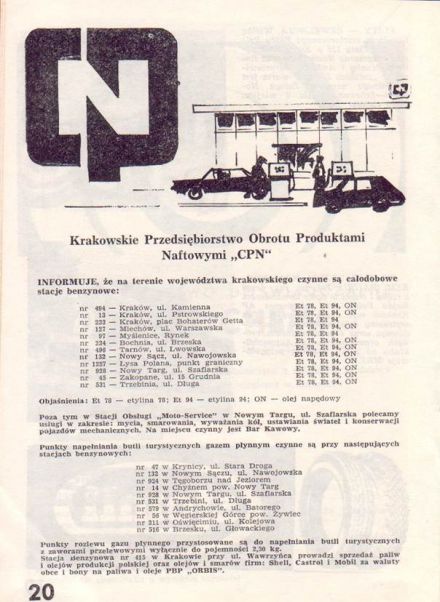 CPN
CPN
Krakowskie Przedsiębiorstwo Obrotu Produktami
Naftowymi „CPN"
INFORMUJE, że na terenie województwa krakowskiego czynne są całodobowe
stacje benzynowe:
nr 494 — Kraków, ul. Kamienna Et 78, Et 94, ON
nr 13 — Kraków, ul. Pstrowskiego Et 78, Et 94, ON
nr 232 — Kraków, plac Bohaterów Getta Et 78, Et 94
nr 127 — Miechów, ul. Warszawska Et 78, Et 94, ON
nr 97 — Myślenice, Rynek Et 78, Et 94
nr 224 — Bochnia, ul. Brzeska Et 78, Et 94, ON
nr 490 — Tarnów, ul. Lwowska Et 78, Et 94, ON
nr 132 — Nowy Sącz, ul. Nawojowska Et 78, Et 94, ON
nr 1257 — Łysa Polana, punkt graniczny Et 78, Et 94, ON
nr 928 — Nowy Targ, ul. Szaflarska Et 78, Et 94, ON
nr 45 — Zakopane, ul. 15 Grudnia Et 78, Et 94, ON
nr 531 — Trzebinia, ul. Długa Et 78, Et 94, ON
Objaśnienia: Et 78 — etylina 78; Et 94 — etylina 94; ON — olej napędowy
Poza tym w Stacji Obsługi „Moto-Service" w Nowym Targu, ul. Szaflarska polecamy
usługi w zakresie: mycia, smarowania, wyważania kół, ustawiania świateł i konserwacji
pojazdów mechanicznych. Na miejscu czynny jest Bar Kawowy.
Punkty napełniania butli turystycznych gazem płynnym czynne są przy następujących
stacjach benzynowych:
nr 47 w Krynicy, ul. Stara Droga
nr 132 w Nowym Sączu, ul. Nawojowska
nr 924 w Tęgoborzu nad Jeziorem
nr 14 w Chyżnem pow. Nowy Targ
nr 928 w Nowym Targu, ul. Szaflarska
nr 531 w Trzebini, ul. Długa
nr 579 w Andrychowie, ul. Batorego
nr 56 w Węgierskiej Górce pow. Żywiec
nr 211 w Oświęcimiu, ul. Kolejowa
nr 516 w Brzesku, ul. Głowackiego
Punkty rozlewu gazu płynnego przystosowane są do napełniania butli turystycznych
z zaworami przelewowymi wyłącznie do pojemności 2,50 kg.
Stacja benzynowa nr 415 w Krakowie przy ul. Wawrzyńca prowadzi sprzedaż paliw
i olejów produkcji polskiej oraz olejów i smarów firm: Shell, Castrol i Mobil za waluty
obce i bony na paliwa i oleje PBP „ORBIS".
20